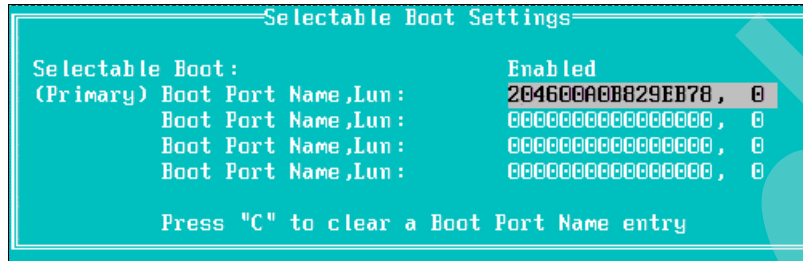 Selectable Boot Settings
Selectable Boot: Enabled
(Primary) Boot Port Name,Lun: 204600A0B829EB78, 0
Boot Port Name,Lun: 0000000000000000, 0
Boot Port Name,Lun: 0000000000000000, 0
Boot Port Name,Lun: 0000000000000000, 0
Press "C" to clear a Boot Port Name entry